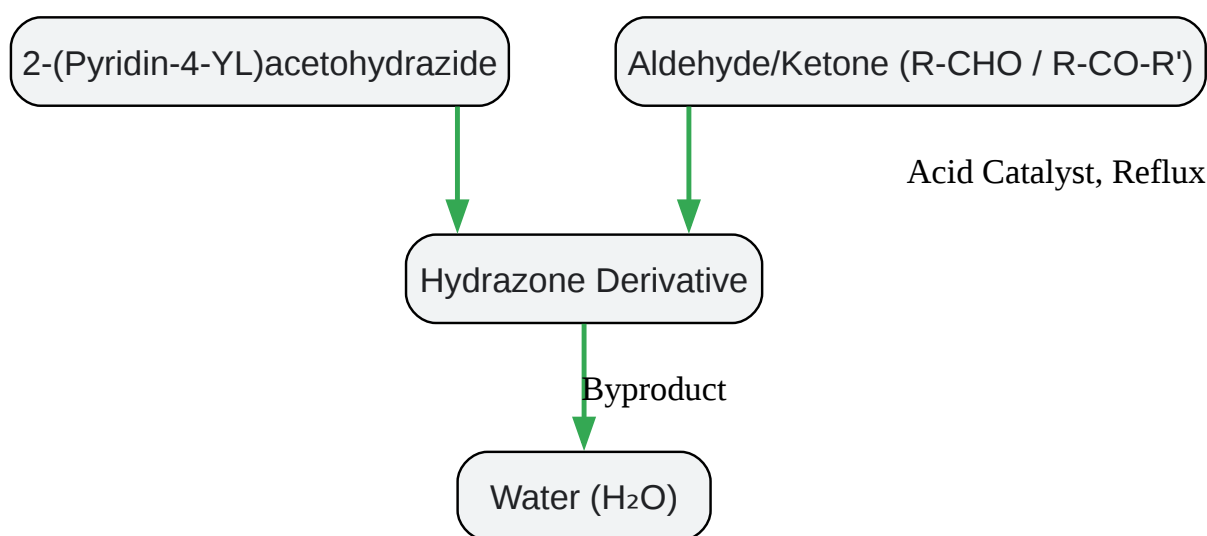 2-(Pyridin-4-YL)acetohydrazide
Aldehyde/Ketone (R-CHO / R-CO-R')
Acid Catalyst, Reflux
Hydrazone Derivative
Byproduct
Water (H₂O)